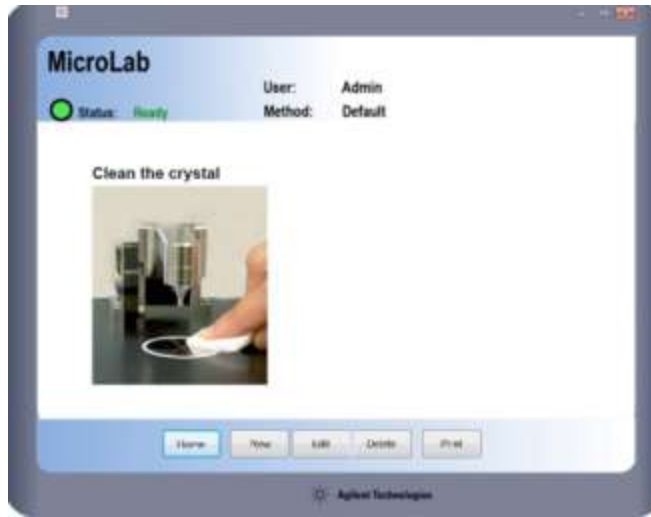 MicroLab
User: Admin
Status: Ready
Method: Default
Clean the crystal
Home New Edit Delete Print
Agilent Technologies